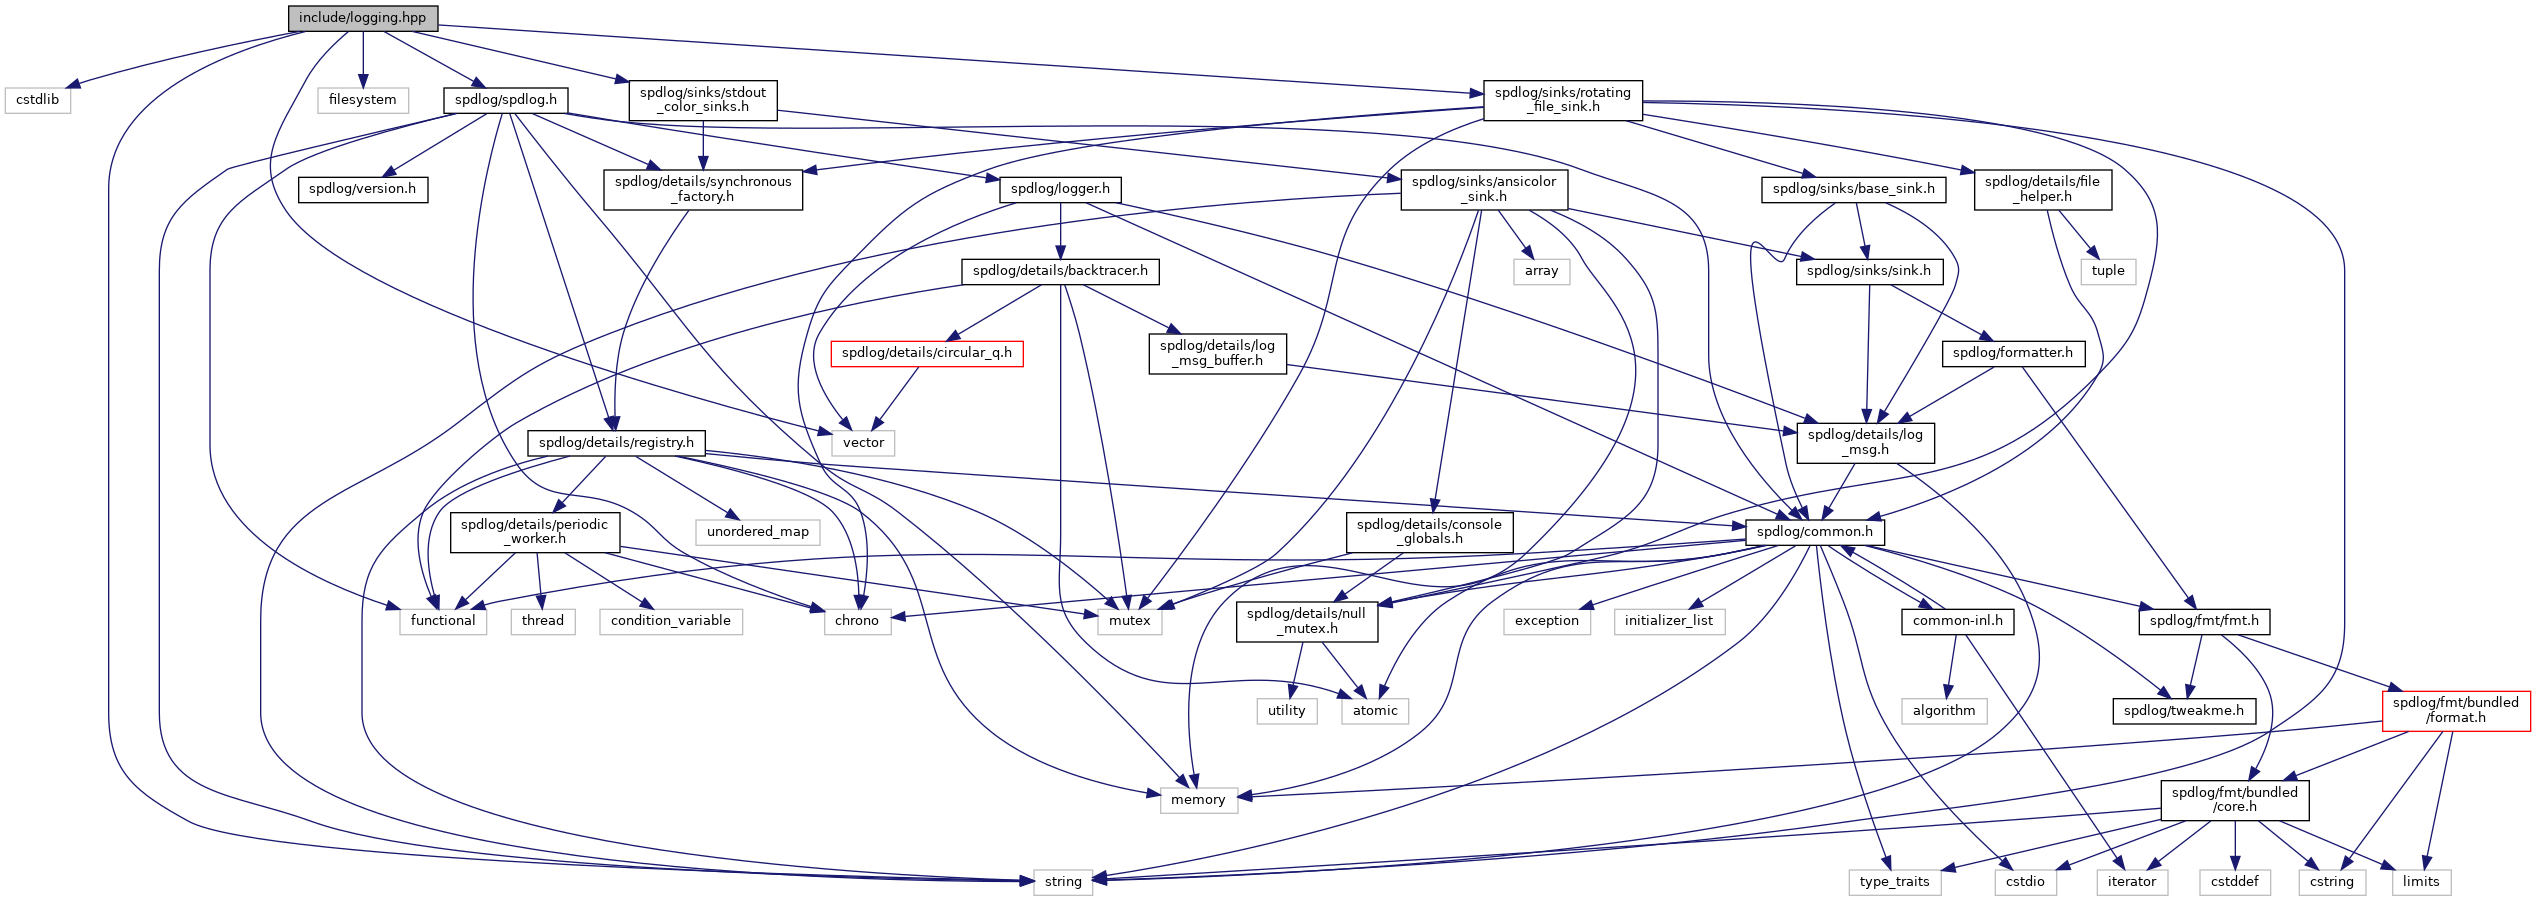 include/logging.hpp
cstdlib
filesystem
spdlog/spdlog.h
spdlog/sinks/stdout
_color_sinks.h
spdlog/sinks/rotating
_file_sink.h
spdlog/version.h
spdlog/details/synchronous
_factory.h
spdlog/logger.h
spdlog/sinks/ansicolor
_sink.h
spdlog/sinks/base_sink.h
spdlog/details/file
_helper.h
spdlog/details/backtracer.h
array
spdlog/sinks/sink.h
tuple
spdlog/details/circular_q.h
spdlog/details/log
_msg_buffer.h
spdlog/formatter.h
spdlog/details/registry.h
vector
spdlog/details/log
_msg.h
spdlog/details/periodic
_worker.h
unordered_map
spdlog/details/console
_globals.h
spdlog/common.h
functional
thread
condition_variable
chrono
mutex
spdlog/details/null
_mutex.h
exception
initializer_list
common-inl.h
spdlog/fmt/fmt.h
utility
atomic
algorithm
spdlog/tweakme.h
spdlog/fmt/bundled
/format.h
memory
spdlog/fmt/bundled
/core.h
string
type_traits
cstdio
iterator
cstddef
cstring
limits